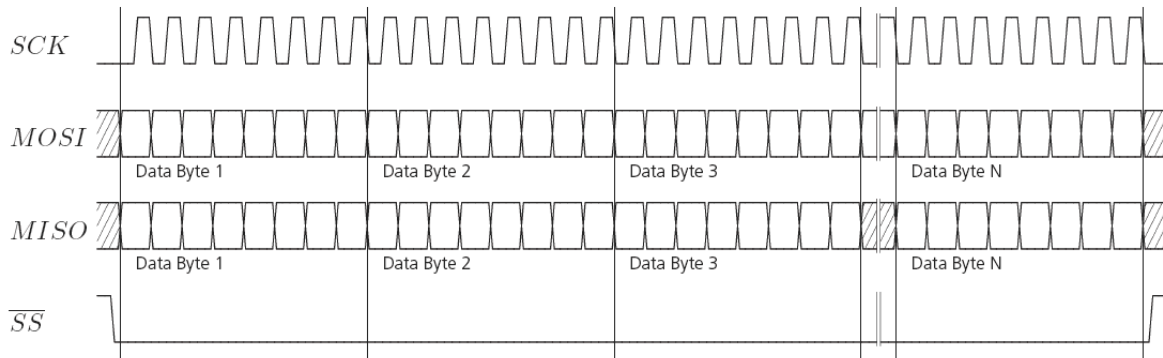 SCK
MOSI
Data Byte 1 Data Byte 2 Data Byte 3 Data Byte N
MISO
Data Byte 1 Data Byte 2 Data Byte 3 Data Byte N
SS